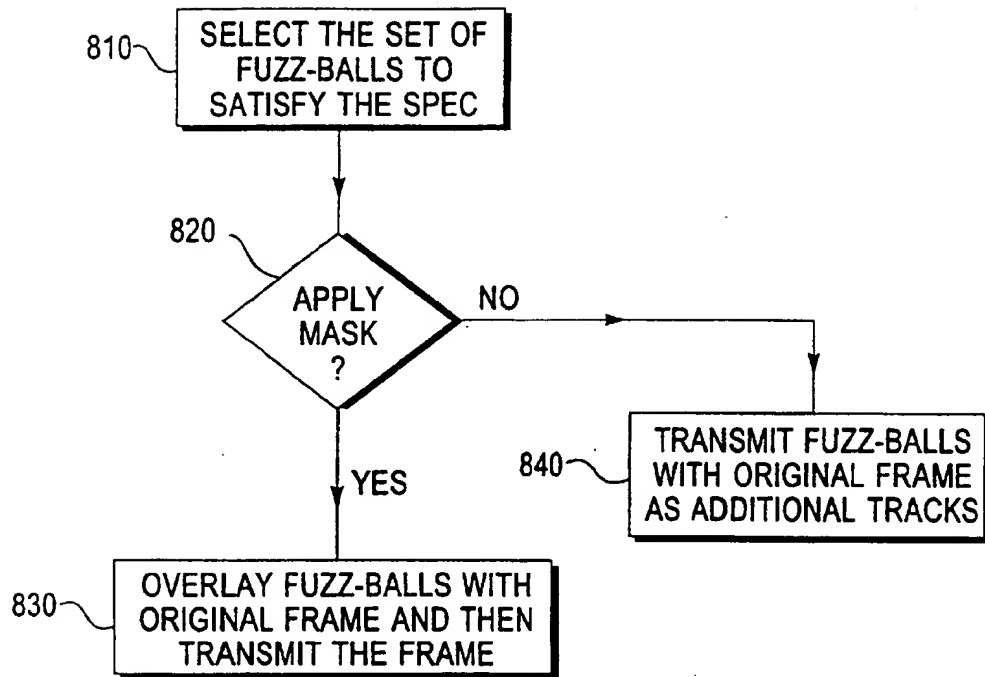 810
SELECT THE SET OF
FUZZ-BALLS TO
SATISFY THE SPEC
820
APPLY
MASK
?
NO
YES
840
TRANSMIT FUZZ-BALLS
WITH ORIGINAL FRAME
AS ADDITIONAL TRACKS
830
OVERLAY FUZZ-BALLS WITH
ORIGINAL FRAME AND THEN
TRANSMIT THE FRAME